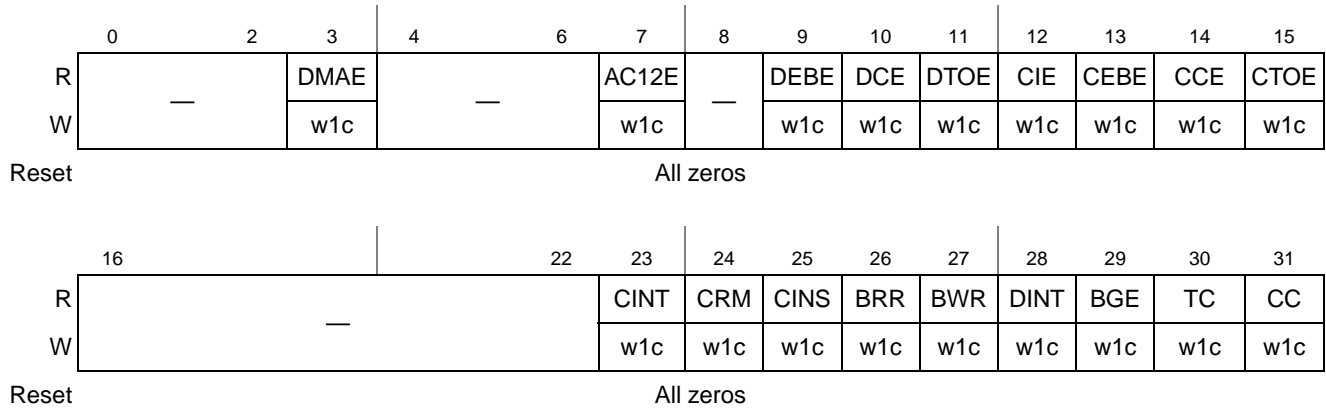 0 2 3 4 6 7 8 9 10 11 12 13 14 15
R — DMAE — AC12E — DEBE DCE DTOE CIE CEBE CCE CTOE
W w1c w1c w1c w1c w1c w1c w1c w1c w1c
Reset All zeros
16 22 23 24 25 26 27 28 29 30 31
R — CINT CRM CINS BRR BWR DINT BGE TC CC
W w1c w1c w1c w1c w1c w1c w1c w1c w1c
Reset All zeros